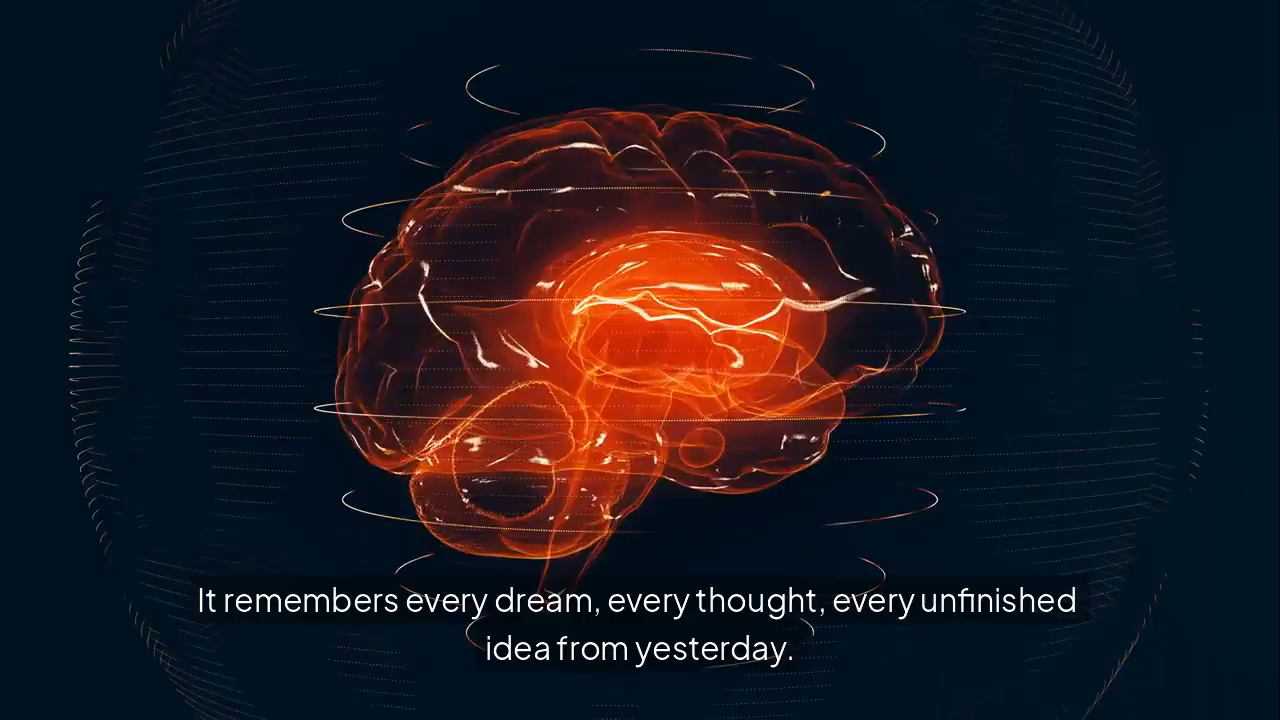 It remembers every dream, every thought, every unfinished
idea from yesterday.